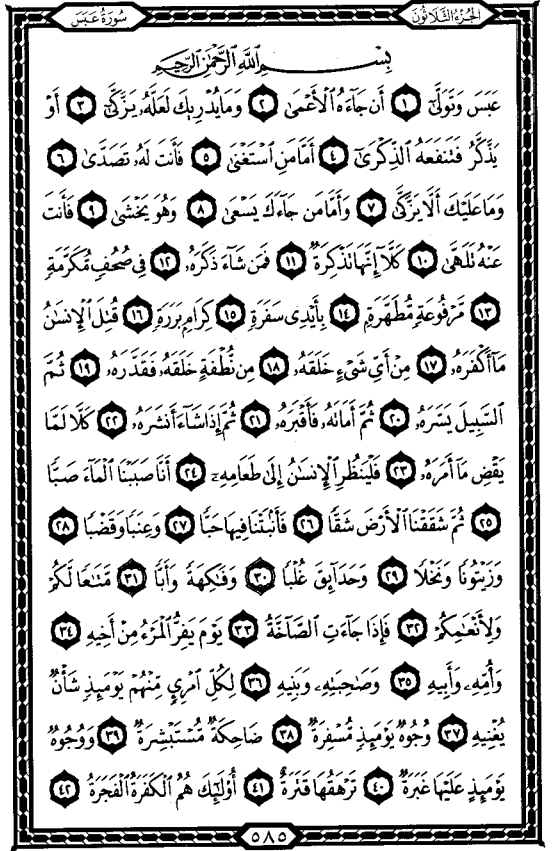 الجزء الثلاثون
سورة عبس
بِسْمِ اللَّهِ الرَّحْمَٰنِ الرَّحِيمِ
عَبَسَ وَتَوَلَّىٰٓ ١ أَن جَآءَهُ ٱلْأَعْمَىٰ ٢ وَمَا يُدْرِيكَ لَعَلَّهُۥ يَزَّكَّىٰٓ ٣ أَوْ
يَذَّكَّرُ فَتَنفَعَهُ ٱلذِّكْرَىٰٓ ٤ أَمَّا مَنِ ٱسْتَغْنَىٰ ٥ فَأَنتَ لَهُۥ تَصَدَّىٰ ٦
وَمَا عَلَيْكَ أَلَّا يَزَّكَّىٰ ٧ وَأَمَّا مَن جَآءَكَ يَسْعَىٰ ٨ وَهُوَ يَخْشَىٰ ٩ فَأَنتَ
عَنْهُ تَلَهَّىٰ ١٠ كَلَّآ إِنَّهَا تَذْكِرَةٌ ١١ فَمَن شَآءَ ذَكَرَهُۥ ١٢ فِى صُحُفٍ مُّكَرَّمَةٍ
١٣ مَّرْفُوعَةٍ مُّطَهَّرَةٍۭ ١٤ بِأَيْدِى سَفَرَةٍ ١٥ كِرَامٍۭ بَرَرَةٍ ١٦ قُتِلَ ٱلْإِنسَٰنُ
مَآ أَكْفَرَهُۥ ١٧ مِنْ أَىِّ شَىْءٍ خَلَقَهُۥ ١٨ مِن نُّطْفَةٍ خَلَقَهُۥ فَقَدَّرَهُۥ ١٩ ثُمَّ
ٱلسَّبِيلَ يَسَّرَهُۥ ٢٠ ثُمَّ أَمَاتَهُۥ فَأَقْبَرَهُۥ ٢١ ثُمَّ إِذَا شَآءَ أَنشَرَهُۥ ٢٢ كَلَّا لَمَّا
يَقْضِ مَآ أَمَرَهُۥ ٢٣ فَلْيَنظُرِ ٱلْإِنسَٰنُ إِلَىٰ طَعَامِهِۦٓ ٢٤ أَنَّا صَبَبْنَا ٱلْمَآءَ صَبًّا
٢٥ ثُمَّ شَقَقْنَا ٱلْأَرْضَ شَقًّا ٢٦ فَأَنۢبَتْنَا فِيهَا حَبًّا ٢٧ وَعِنَبًا وَقَضْبًا ٢٨
وَزَيْتُونًا وَنَخْلًا ٢٩ وَحَدَآئِقَ غُلْبًا ٣٠ وَفَٰكِهَةً وَأَبًّا ٣١ مَّتَٰعًا لَّكُمْ
وَلِأَنْعَٰمِكُمْ ٣٢ فَإِذَا جَآءَتِ ٱلصَّآخَّةُ ٣٣ يَوْمَ يَفِرُّ ٱلْمَرْءُ مِنْ أَخِيهِ ٣٤
وَأُمِّهِۦ وَأَبِيهِ ٣٥ وَصَٰحِبَتِهِۦ وَبَنِيهِ ٣٦ لِكُلِّ ٱمْرِئٍ مِّنْهُمْ يَوْمَئِذٍ شَأْنٌ
يُغْنِيهِ ٣٧ وُجُوهٌ يَوْمَئِذٍ مُّسْفِرَةٌ ٣٨ ضَاحِكَةٌ مُّسْتَبْشِرَةٌ ٣٩ وَوُجُوهٌ
يَوْمَئِذٍ عَلَيْهَا غَبَرَةٌ ٤٠ تَرْهَقُهَا قَتَرَةٌ ٤١ أُو۟لَٰٓئِكَ هُمُ ٱلْكَفَرَةُ ٱلْفَجَرَةُ ٤٢
٥٨٥